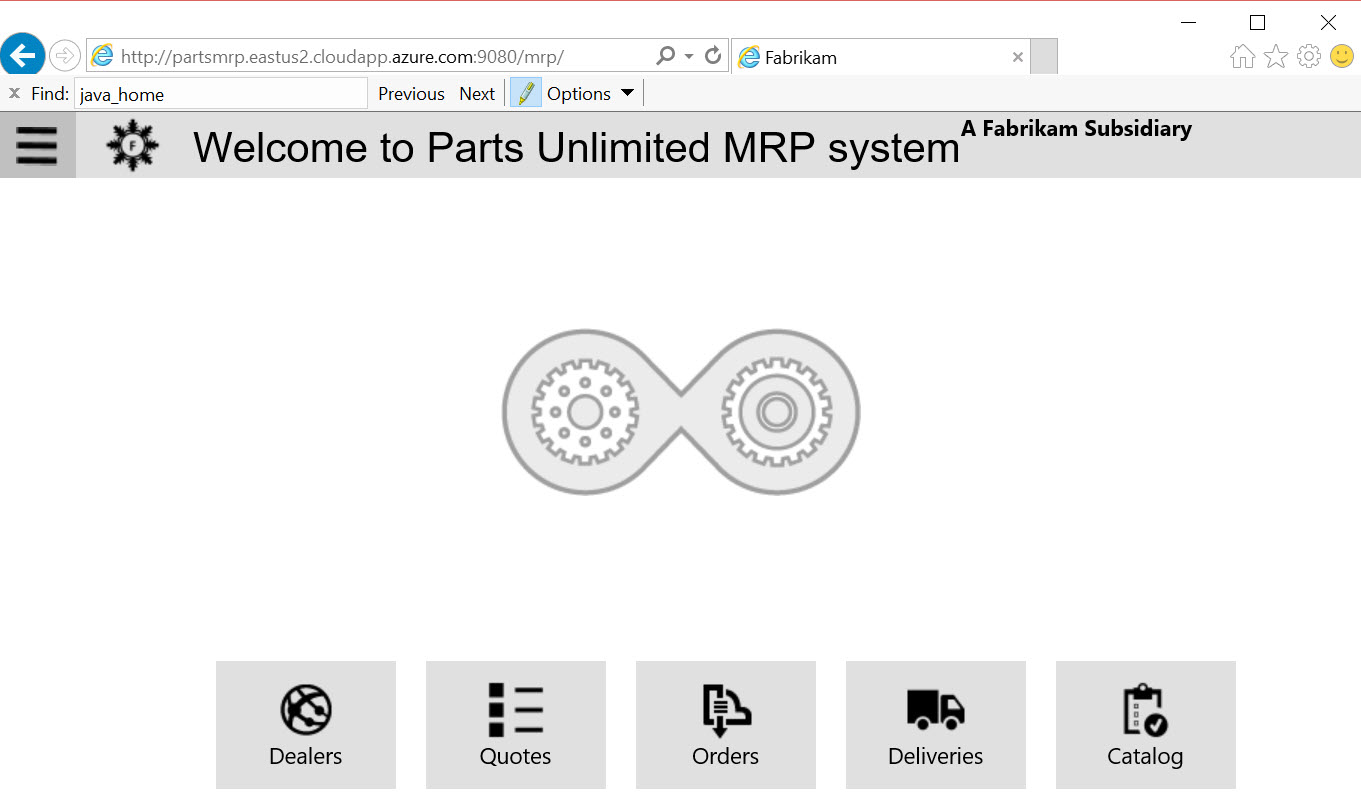 http://partsmrp.eastus2.cloudapp.azure.com:9080/mrp/
Fabrikam
Find: java_home Previous Next Options
F Welcome to Parts Unlimited MRP system A Fabrikam Subsidiary
Dealers Quotes Orders Deliveries Catalog